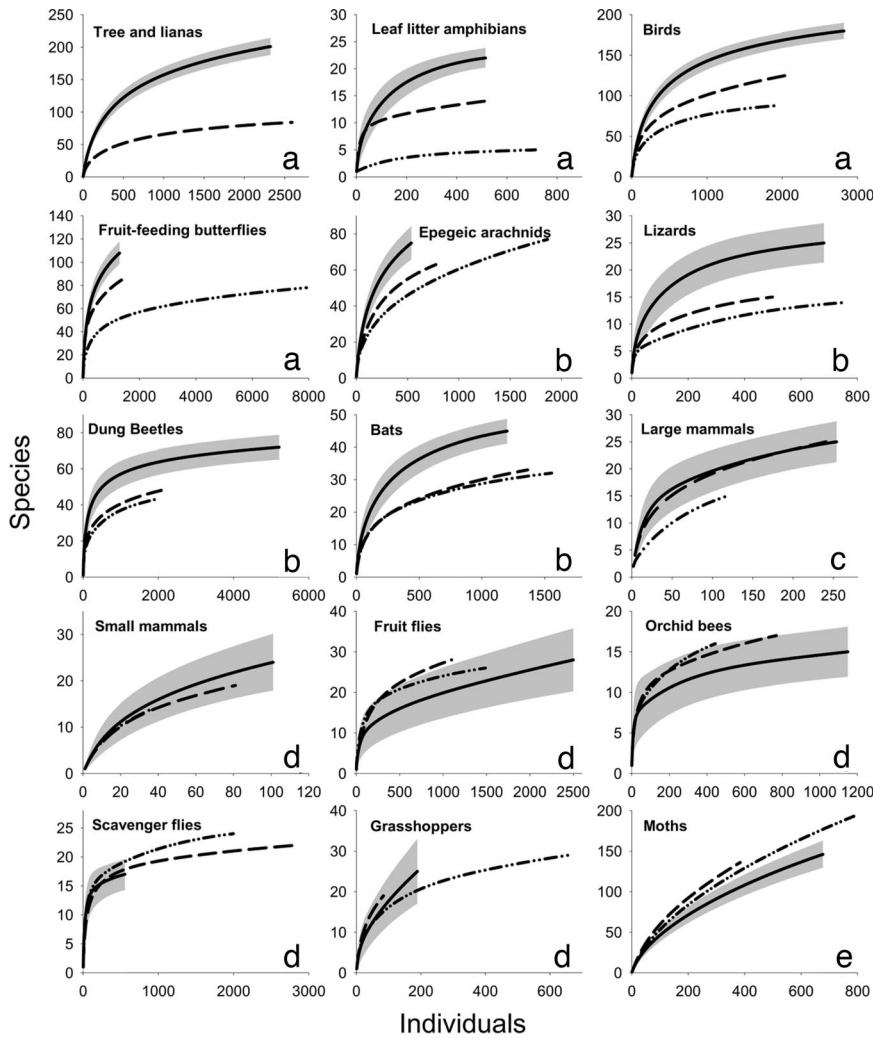 Species
Tree and lianas
250
200
150
100
50
0
0 500 1000 1500 2000 2500
a
Leaf litter amphibians
30
25
20
15
10
5
0
0 200 400 600 800
a
Birds
200
150
100
50
0
0 1000 2000 3000
a
Fruit-feeding butterflies
140
120
100
80
60
40
20
0
0 2000 4000 6000 8000
a
Epegeic arachnids
100
80
60
40
20
0
0 500 1000 1500 2000
b
Lizards
30
25
20
15
10
5
0
0 200 400 600 800
b
Dung Beetles
80
60
40
20
0
0 2000 4000 6000
b
Bats
50
40
30
20
10
0
0 500 1000 1500
b
Large mammals
30
25
20
15
10
5
0
0 50 100 150 200 250
c
Small mammals
30
20
10
0
0 20 40 60 80 100 120
d
Fruit flies
40
30
20
10
0
0 500 1000 1500 2000 2500
d
Orchid bees
20
15
10
5
0
0 200 400 600 800 1000 1200
d
Scavenger flies
25
20
15
10
5
0
0 1000 2000 3000
d
Grasshoppers
40
30
20
10
0
0 200 400 600
d
Moths
200
150
100
50
0
0 200 400 600 800
e
Individuals